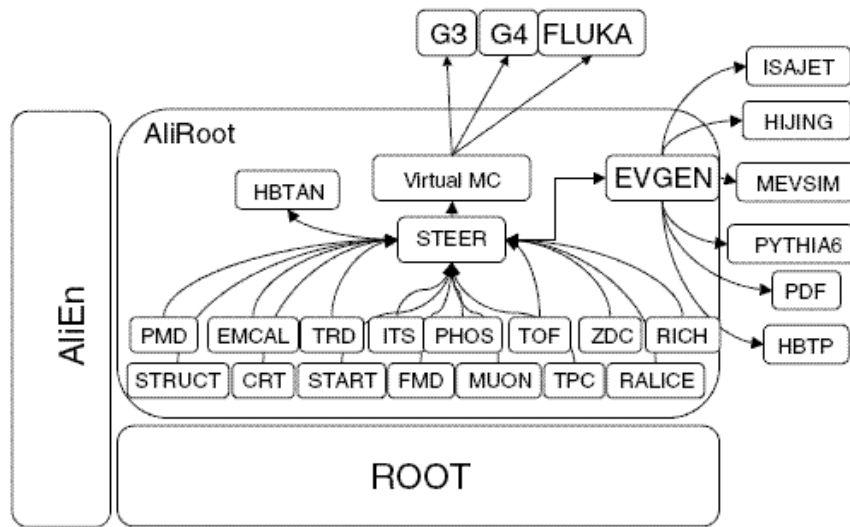 G3 G4 FLUKA
ISAJET
HIJING
AliRoot
Virtual MC
EVGEN
MEVSIM
HBTAN
STEER
PYTHIA6
PDF
PMD EMCAL TRD ITS PHOS TOF ZDC RICH
HBTP
STRUCT CRT START FMD MUON TPC RALICE
AliEn
ROOT